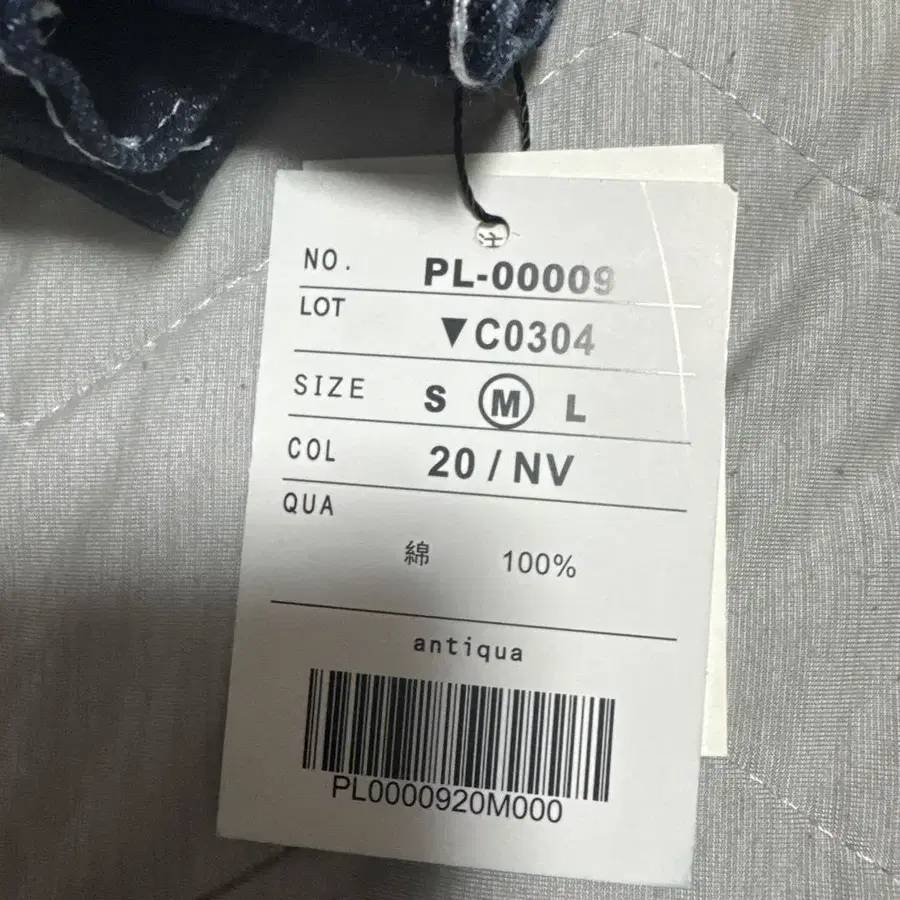 NO. PL-00009
LOT ▼C0304
SIZE S M L
COL 20 / NV
QUA
綿 100%
antiqua
PL0000920M000